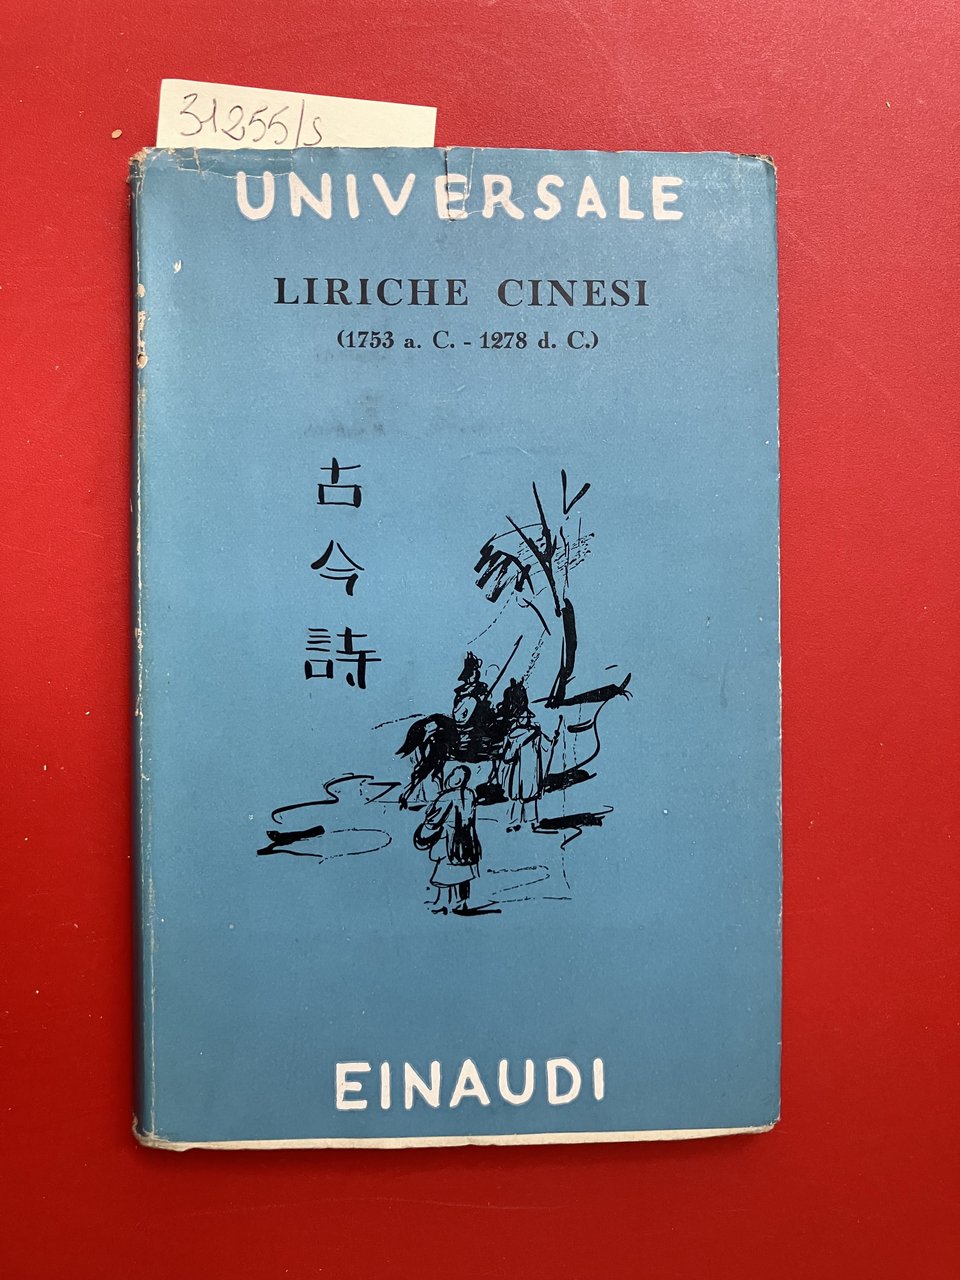 31255/s
UNIVERSALE
LIRICHE CINESI
(1753 a. C. - 1278 d. C.)
古
今
詩
EINAUDI